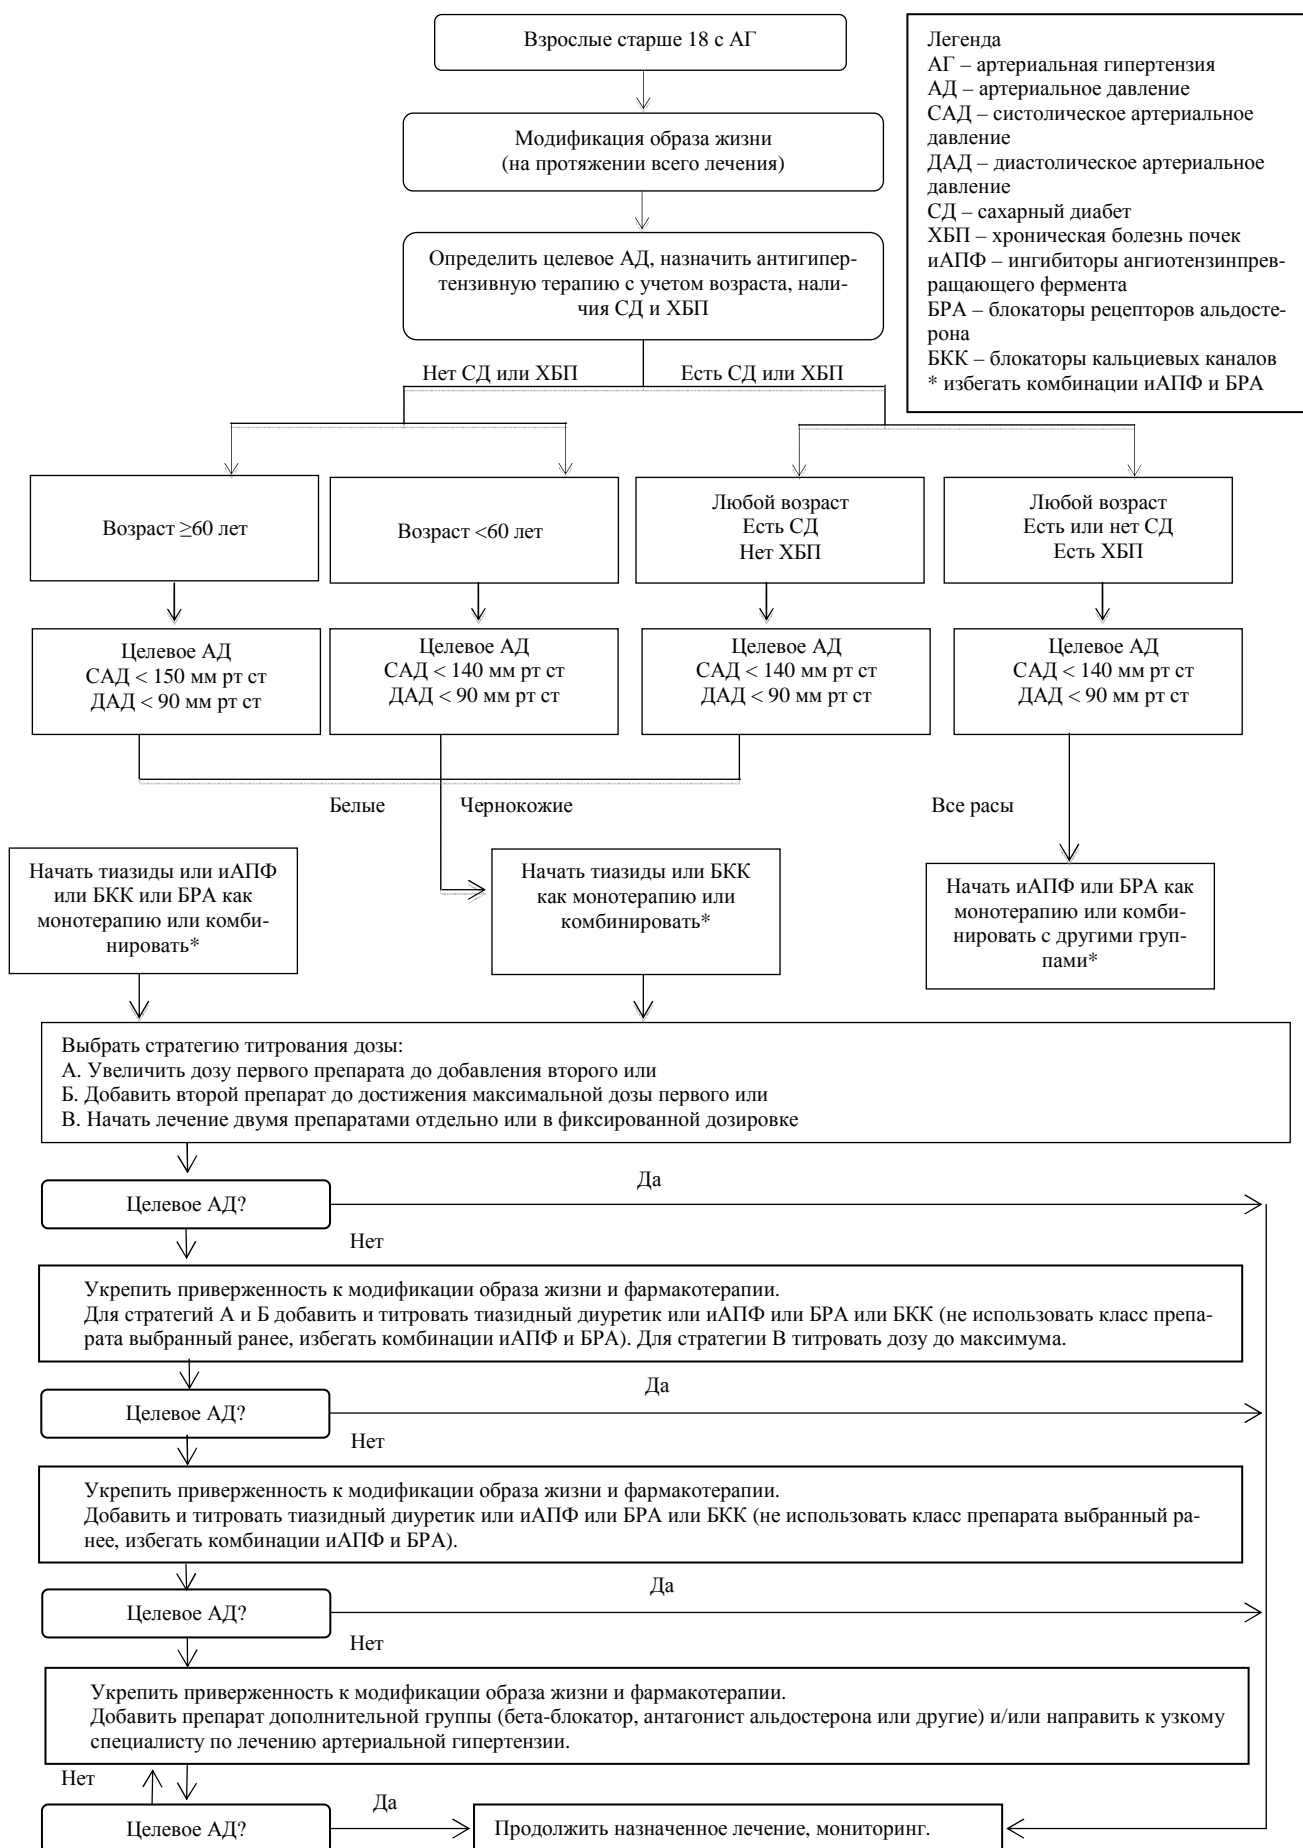 Взрослые старше 18 с АГ
Модификация образа жизни
(на протяжении всего лечения)
Определить целевое АД, назначить антигипер-
тензивную терапию с учетом возраста, нали-
чия СД и ХБП
Легенда
АГ – артериальная гипертензия
АД – артериальное давление
САД – систолическое артериальное
давление
ДАД – диастолическое артериальное
давление
СД – сахарный диабет
ХБП – хроническая болезнь почек
иАПФ – ингибиторы ангиотензинпрев-
ращающего фермента
БРА – блокаторы рецепторов альдосте-
рона
БКК – блокаторы кальциевых каналов
* избегать комбинации иАПФ и БРА
Нет СД или ХБП
Есть СД или ХБП
Возраст ≥60 лет
Возраст <60 лет
Любой возраст
Есть СД
Нет ХБП
Любой возраст
Есть или нет СД
Есть ХБП
Целевое АД
САД < 150 мм рт ст
ДАД < 90 мм рт ст
Целевое АД
САД < 140 мм рт ст
ДАД < 90 мм рт ст
Целевое АД
САД < 140 мм рт ст
ДАД < 90 мм рт ст
Целевое АД
САД < 140 мм рт ст
ДАД < 90 мм рт ст
Белые
Чернокожие
Все расы
Начать тиазиды или иАПФ
или БКК или БРА как
монотерапию или комби-
нировать*
Начать тиазиды или БКК
как монотерапию или
комбинировать*
Начать иАПФ или БРА как
монотерапию или комби-
нировать с другими груп-
пами*
Выбрать стратегию титрования дозы:
А. Увеличить дозу первого препарата до добавления второго или
Б. Добавить второй препарат до достижения максимальной дозы первого или
В. Начать лечение двумя препаратами отдельно или в фиксированной дозировке
Да
Целевое АД?
Нет
Укрепить приверженность к модификации образа жизни и фармакотерапии.
Для стратегий А и Б добавить и титровать тиазидный диуретик или иАПФ или БРА или БКК (не использовать класс препа-
рата выбранный ранее, избегать комбинации иАПФ и БРА). Для стратегии В титровать дозу до максимума.
Да
Целевое АД?
Нет
Укрепить приверженность к модификации образа жизни и фармакотерапии.
Добавить и титровать тиазидный диуретик или иАПФ или БРА или БКК (не использовать класс препарата выбранный ра-
нее, избегать комбинации иАПФ и БРА).
Да
Целевое АД?
Нет
Укрепить приверженность к модификации образа жизни и фармакотерапии.
Добавить препарат дополнительной группы (бета-блокатор, антагонист альдостерона или другие) и/или направить к узкому
специалисту по лечению артериальной гипертензии.
Нет
Да
Целевое АД?
Продолжить назначенное лечение, мониторинг.